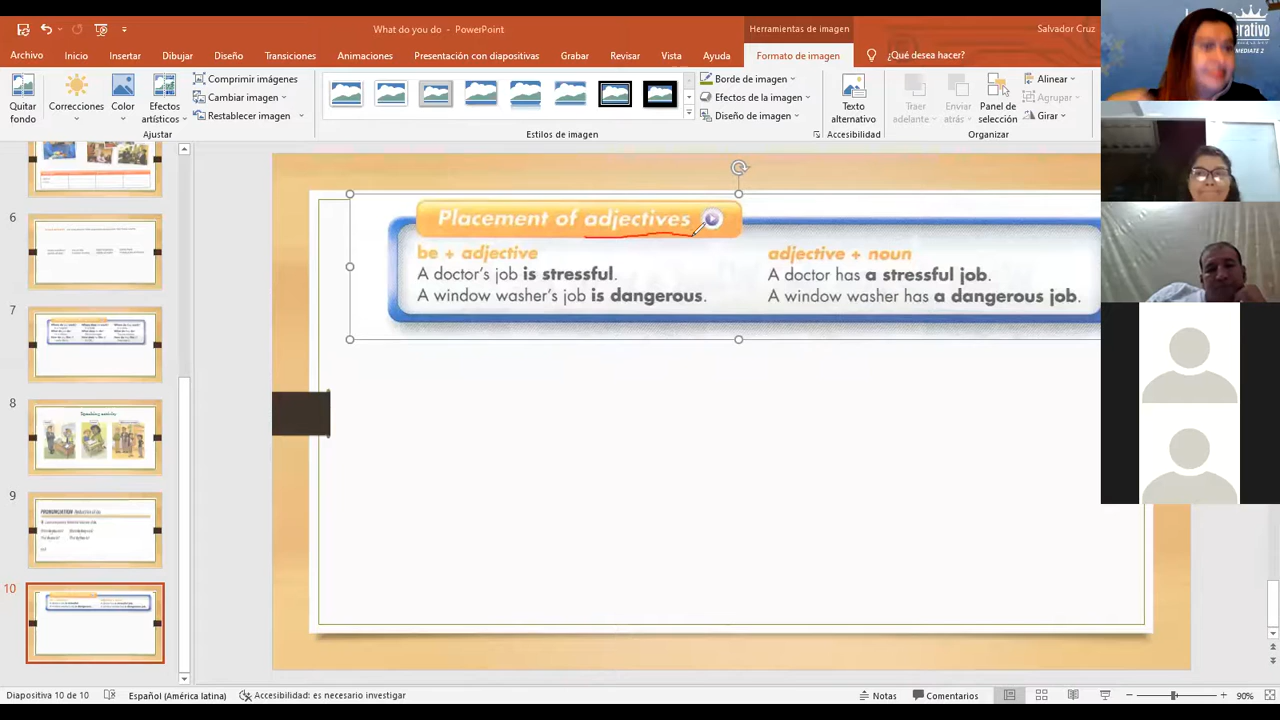 What do you do - PowerPoint
Herramientas de imagen
Salvador Cruz
Archivo Inicio Insertar Dibujar Diseño Transiciones Animaciones Presentación con diapositivas Grabar Revisar Vista Ayuda Formato de imagen ¿Qué desea hacer?
Quitar fondo
Correcciones
Color
Efectos artísticos
Comprimir imágenes
Cambiar imagen
Restablecer imagen
Ajustar
Estilos de imagen
Borde de imagen
Efectos de la imagen
Diseño de imagen
Texto alternativo
Accesibilidad
Traer adelante
Enviar atrás
Panel de selección
Alinear
Agrupar
Girar
Organizar
MEDIATE 2
6
7
8
9
10
Placement of adjectives
be + adjective
A doctor's job is stressful.
A window washer's job is dangerous.
adjective + noun
A doctor has a stressful job.
A window washer has a dangerous job.
Diapositiva 10 de 10 Español (América latina) Accesibilidad: es necesario investigar Notas Comentarios 90%